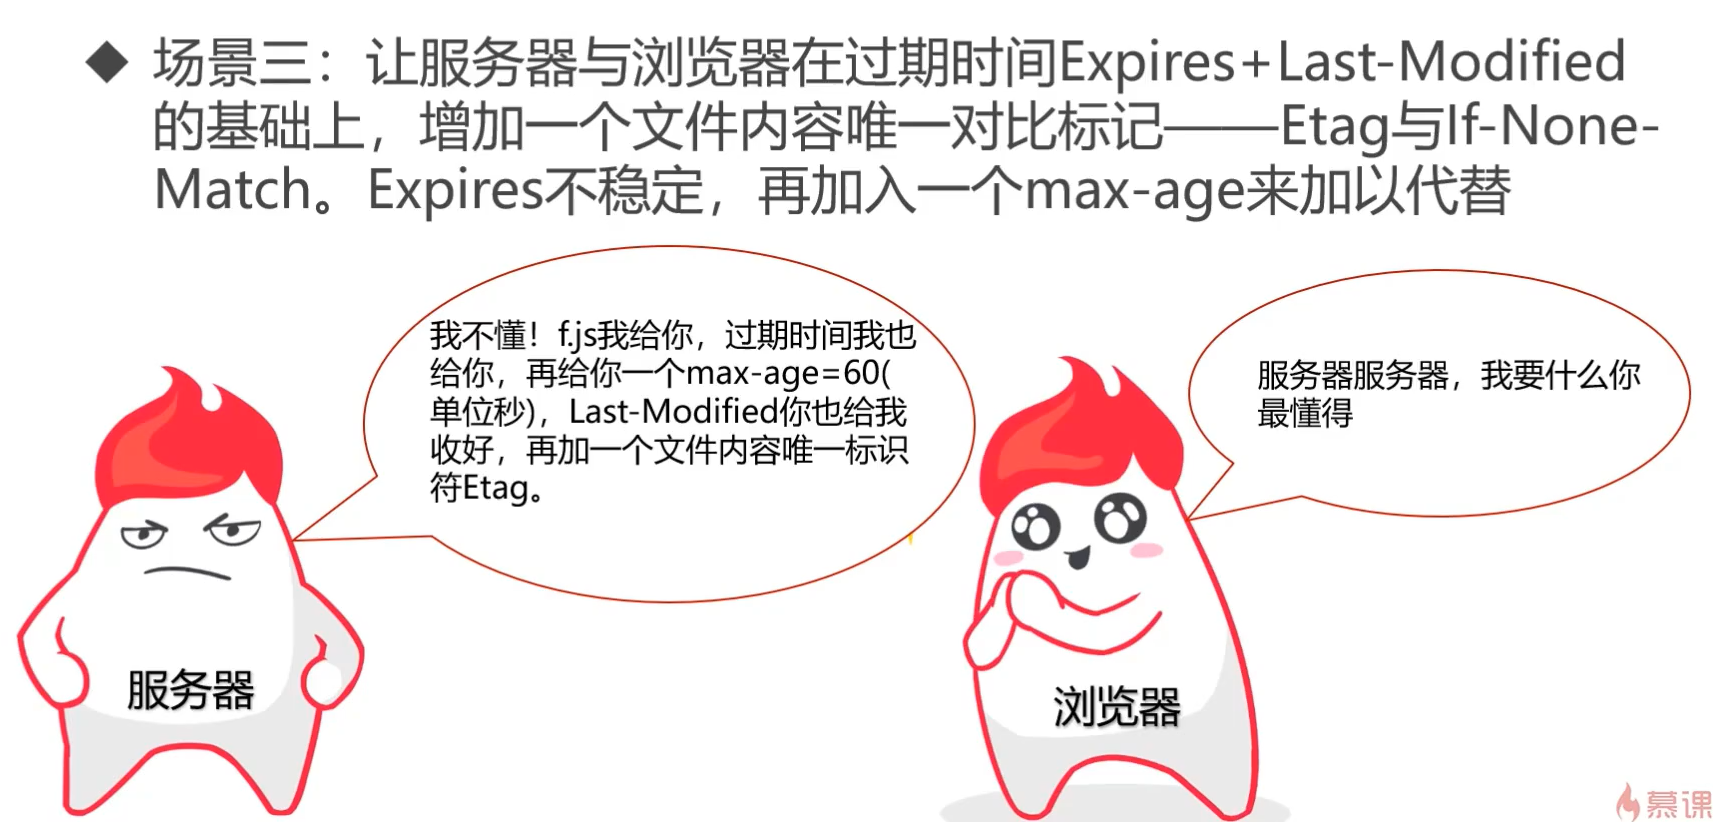 ◆ 场景三：让服务器与浏览器在过期时间Expires+Last-Modified
的基础上，增加一个文件内容唯一对比标记——Etag与If-None-
Match。Expires不稳定，再加入一个max-age来加以代替
我不懂！f.js我给你，过期时间我也
给你，再给你一个max-age=60(
单位秒)，Last-Modified你也给我
收好，再加一个文件内容唯一标识
符Etag。
服务器服务器，我要什么你
最懂得
服务器
浏览器
慕课